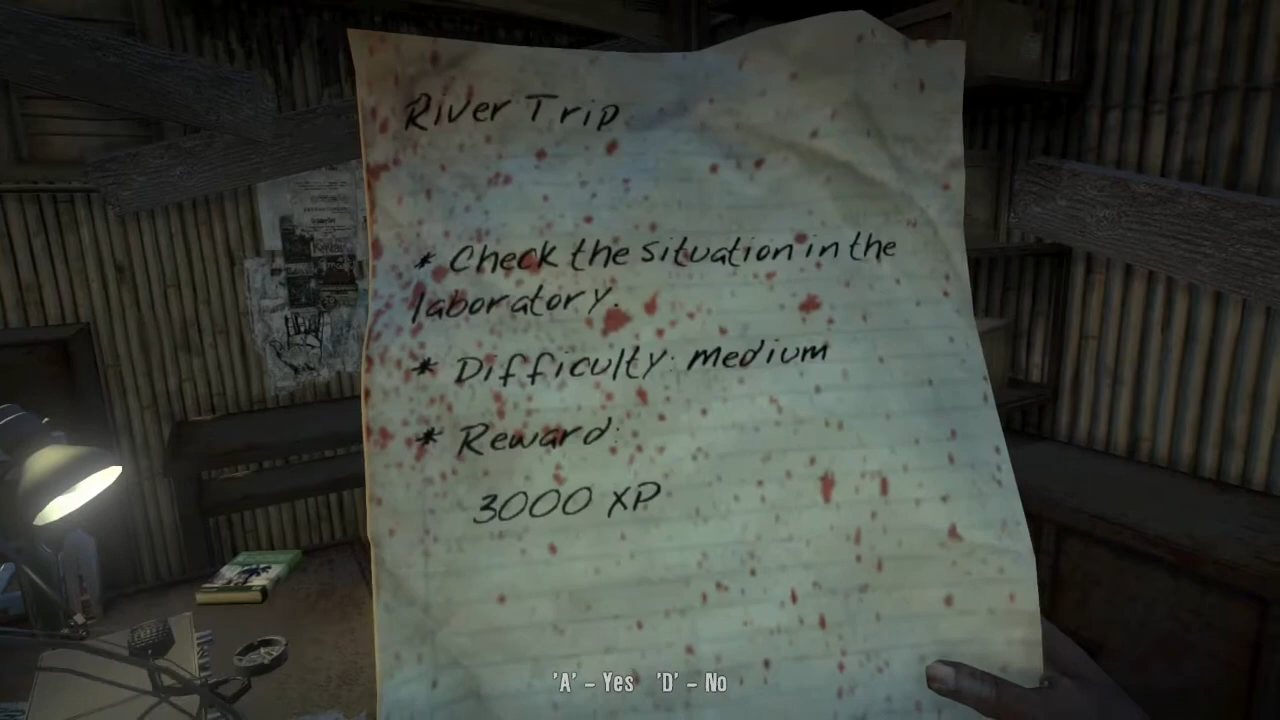 River Trip
* Check the situation in the
laboratory.
* Difficulty: medium
* Reward:
3000 XP
'A' – Yes 'D' – No